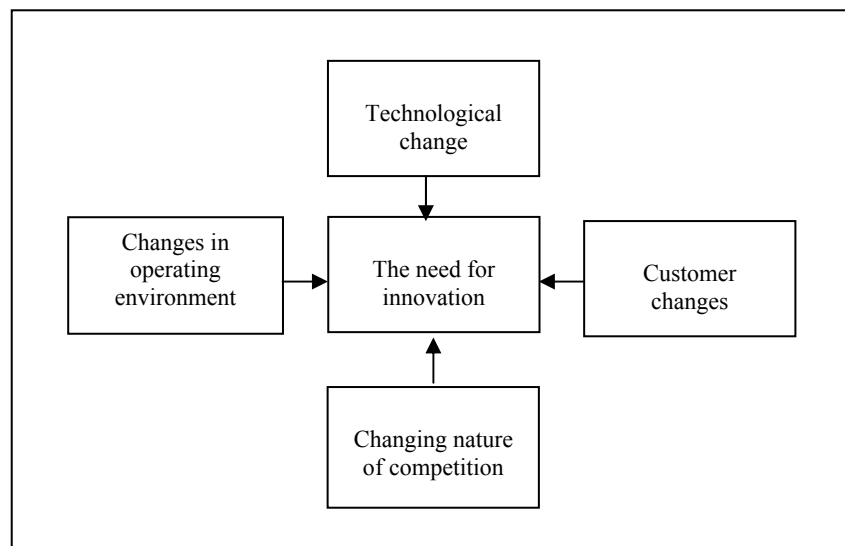 Technological
change
Changes in
operating
environment
The need for
innovation
Customer
changes
Changing nature
of competition